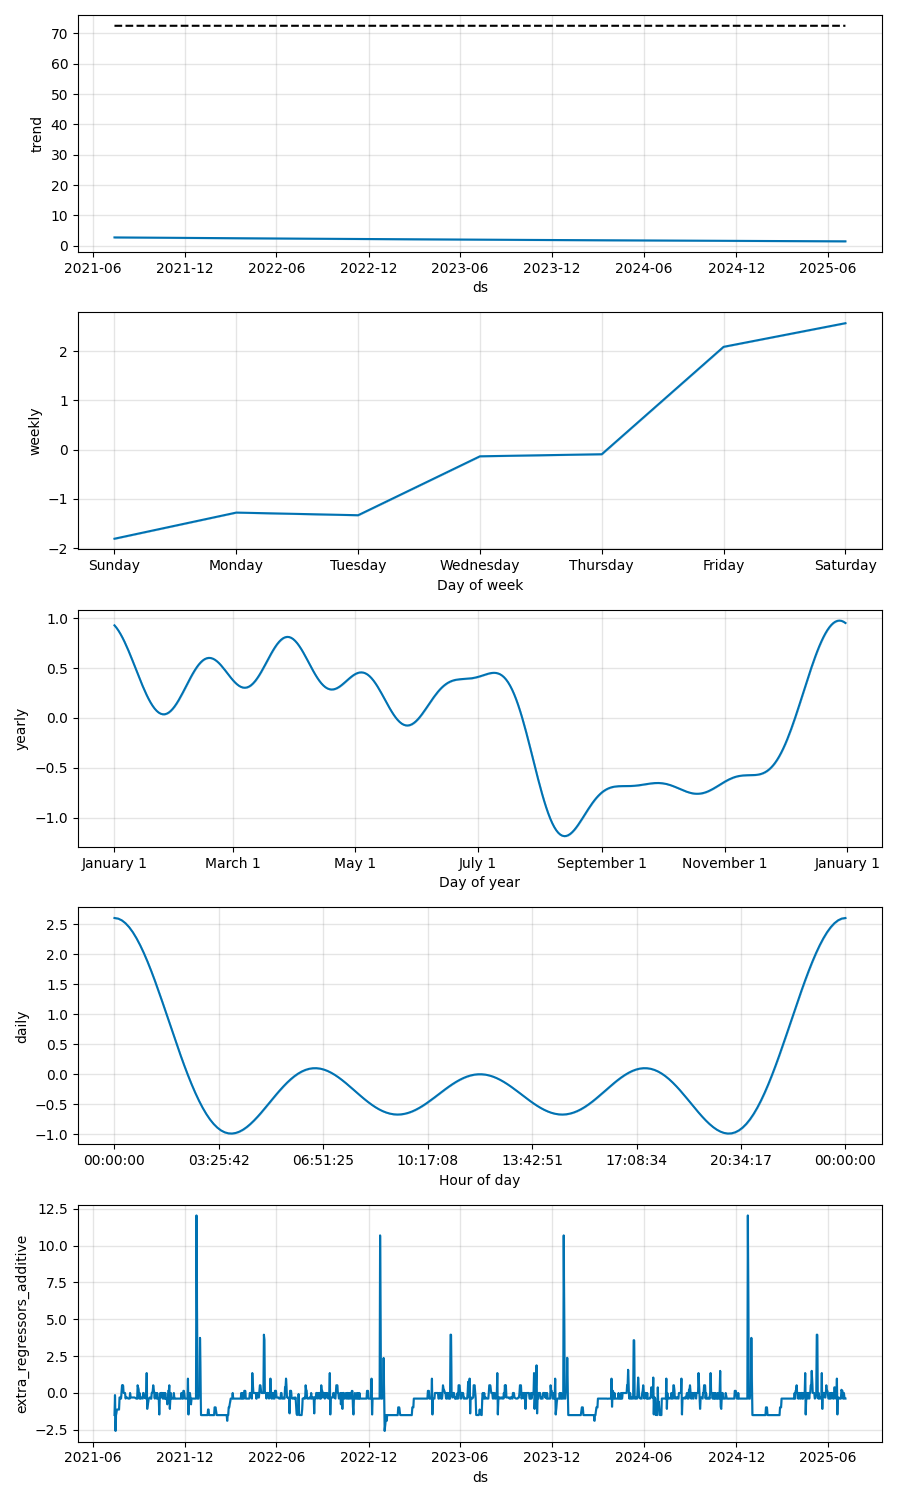 70
60
50
40
30
20
10
0
trend
2021-06 2021-12 2022-06 2022-12 2023-06 2023-12 2024-06 2024-12 2025-06
ds
2
1
0
−1
−2
weekly
Sunday Monday Tuesday Wednesday Thursday Friday Saturday
Day of week
1.0
0.5
0.0
−0.5
−1.0
yearly
January 1 March 1 May 1 July 1 September 1 November 1 January 1
Day of year
2.5
2.0
1.5
1.0
0.5
0.0
−0.5
−1.0
daily
00:00:00 03:25:42 06:51:25 10:17:08 13:42:51 17:08:34 20:34:17 00:00:00
Hour of day
12.5
10.0
7.5
5.0
2.5
0.0
−2.5
extra_regressors_additive
2021-06 2021-12 2022-06 2022-12 2023-06 2023-12 2024-06 2024-12 2025-06
ds